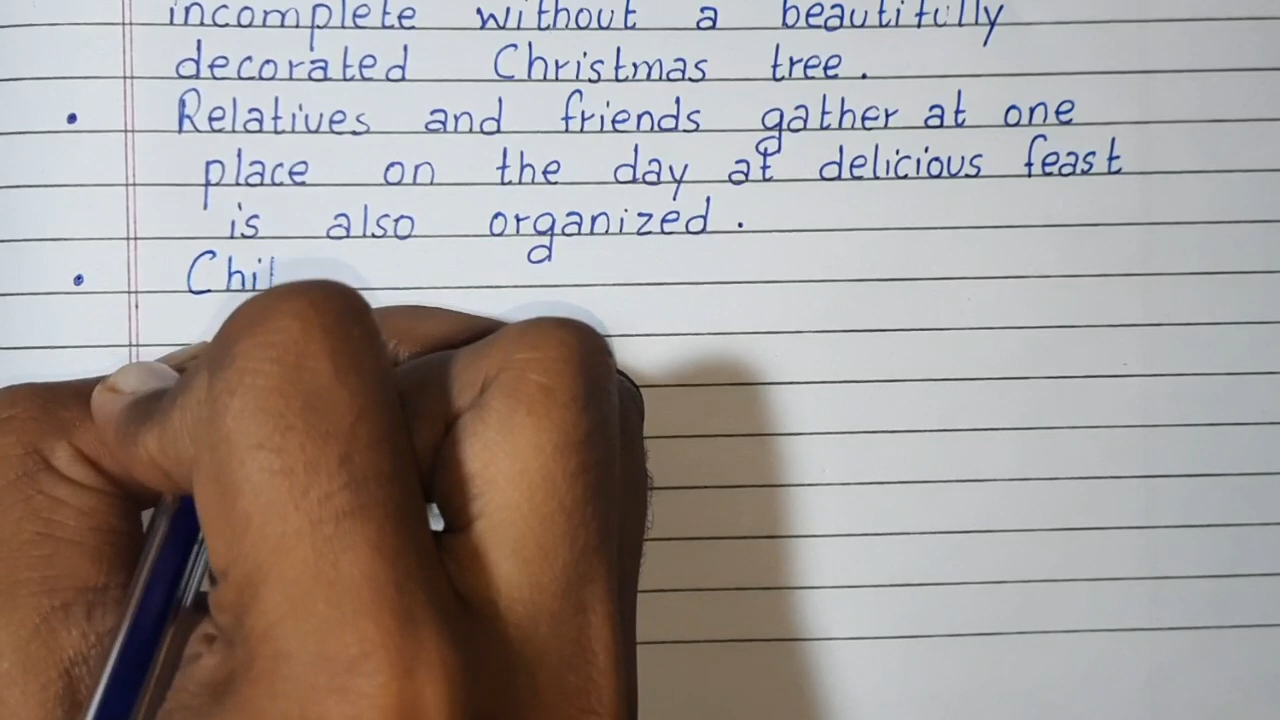 incomplete without a beautifully
decorated Christmas tree.
• Relatives and friends gather at one
place on the day at delicious feast
is also organized.
• Chil